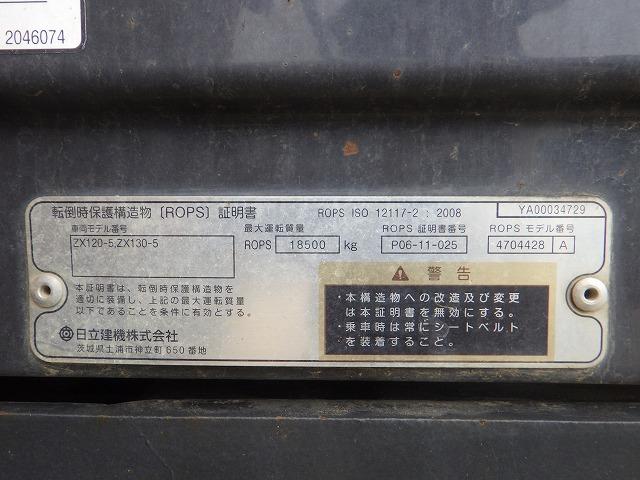 2046074
転倒時保護構造物〔ROPS〕証明書
ROPS ISO 12117-2 : 2008
YA00034729
車両モデル番号
最大運転質量
ROPS 証明書番号
ROPS モデル番号
ZX120-5,ZX130-5
ROPS 18500 kg
P06-11-025
4704428 A
本証明書は、転倒時保護構造物を
適切に装備し、上記の最大運転質量
以下であることを条件に有効とする。
日立建機株式会社
茨城県土浦市神立町 650 番地
警告
・本構造物への改造及び変更
は本証明書を無効にする。
・乗車時は常にシートベルト
を装着すること。